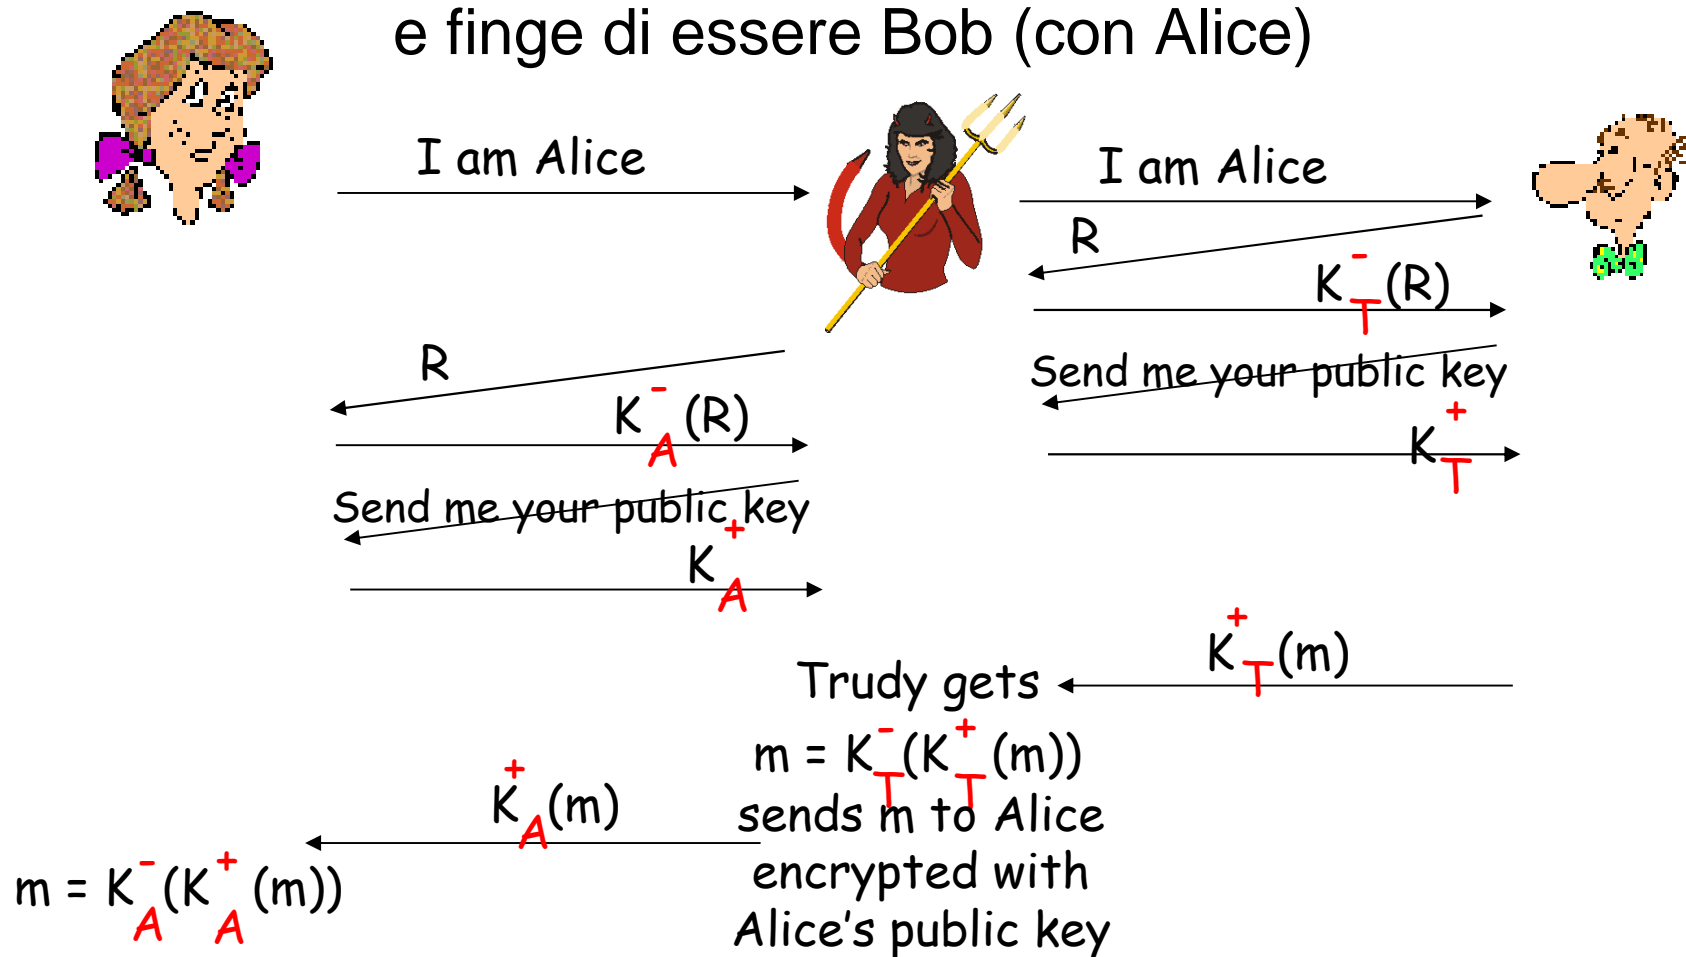 e finge di essere Bob (con Alice)
I am Alice
I am Alice
R
K-T(R)
R
Send me your public key
K-A(R)
K+T
Send me your public key
K+A
K+T(m)
Trudy gets
m = K-T(K+T(m))
sends m to Alice
encrypted with
Alice's public key
K+A(m)
m = K-A(K+A(m))